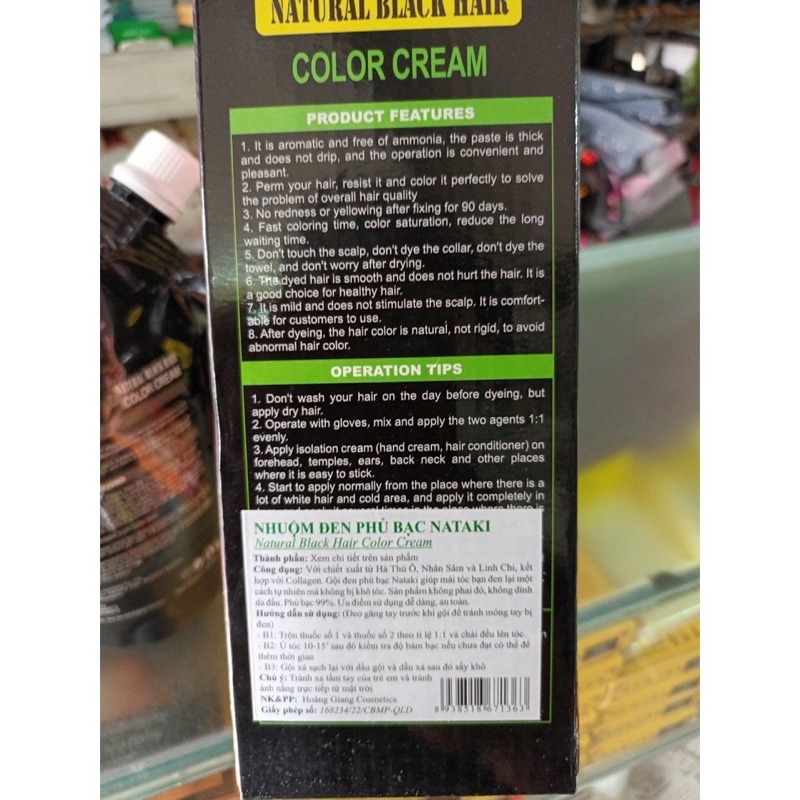 NATURAL BLACK HAIR
COLOR CREAM
PRODUCT FEATURES
1. It is aromatic and free of ammonia, the paste is thick
and does not drip, and the operation is convenient and
pleasant.
2. Perm your hair, resist it and color it perfectly to solve
the problem of overall hair quality
3. No redness or yellowing after fixing for 90 days.
4. Fast coloring time, color saturation, reduce the long
waiting time.
5. Don't touch the scalp, don't dye the collar, don't dye the
towel, and don't worry after drying.
6. The dyed hair is smooth and does not hurt the hair. It is
a good choice for healthy hair.
7. It is mild and does not stimulate the scalp. It is comfort-
able for customers to use.
8. After dyeing, the hair color is natural, not rigid, to avoid
abnormal hair color.
OPERATION TIPS
1. Don't wash your hair on the day before dyeing, but
apply dry hair.
2. Operate with gloves, mix and apply the two agents 1:1
evenly.
3. Apply isolation cream (hand cream, hair conditioner) on
forehead, temples, ears, back neck and other places
where it is easy to stick.
4. Start to apply normally from the place where there is a
lot of white hair and cold area, and apply it completely in
NHUỘM ĐEN PHỦ BẠC NATAKI
Natural Black Hair Color Cream
Thành phần: Xem chi tiết trên sản phẩm
Công dụng: Với chiết xuất từ Hà Thủ Ô, Nhân Sâm và Linh Chi, kết
hợp với Collagen. Gội đen phủ bạc Nataki giúp mái tóc bạn đen lại một
cách tự nhiên mà không bị khô tóc. Sản phẩm không phai đỏ, không dính
da đầu. Phủ bạc 99%. Ưu điểm sử dụng dễ dàng, an toàn.
Hướng dẫn sử dụng: (Đeo găng tay trước khi gội để tránh móng tay bị
đen)
- B1: Trộn thuốc số 1 và thuốc số 2 theo tỉ lệ 1:1 và chải đều lên tóc.
- B2: Ủ tóc 10-15' sau đó kiểm tra độ bám bạc nếu chưa đạt có thể để
thêm thời gian
- B3: Gội xả sạch lại với dầu gội và dầu xả sau đó sấy khô
Chú ý: Tránh xa tầm tay của trẻ em và tránh
ánh nắng trực tiếp từ mặt trời
NK&PP: Hoàng Giang Cosmetics
Giấy phép số: 168234/22/CBMP-QLD
8 938518 671363
NATURAL BLACK HAIR
COLOR CREAM